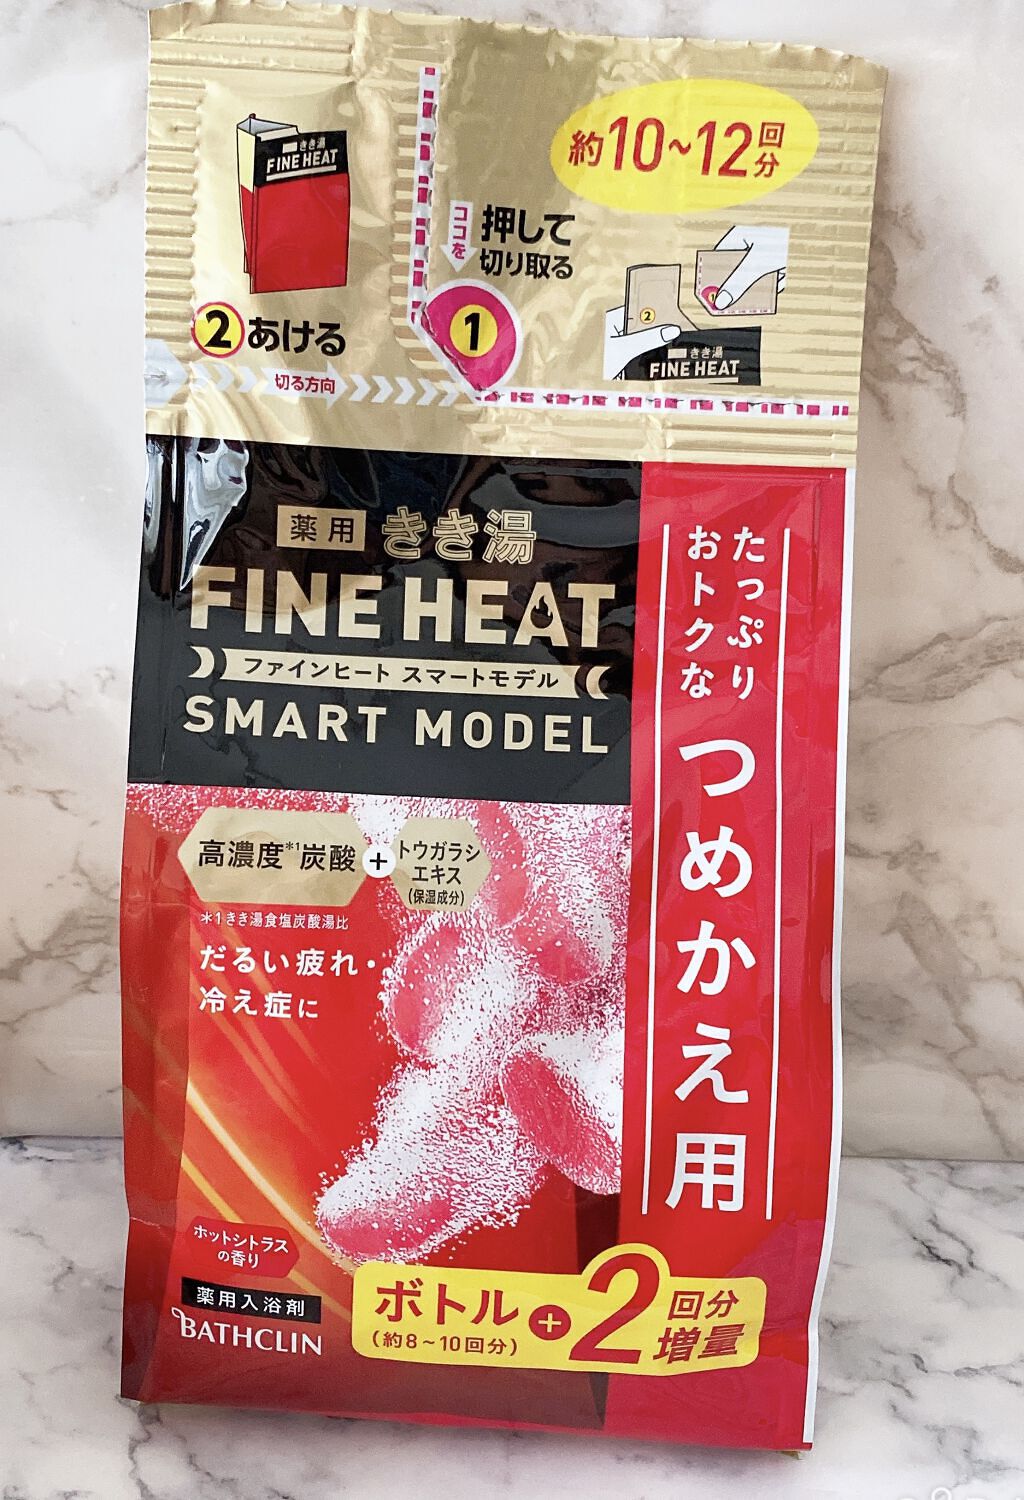 約10~12回分
ココを
押して
切り取る
1
2 あける
切る方向
きき湯
FINE HEAT
2
1
きき湯
FINE HEAT
薬用 きき湯
FINE HEAT
ファインヒート スマートモデル
SMART MODEL
たっぷり
おトクな
つめかえ用
高濃度*1炭酸
+
トウガラシ
エキス
(保湿成分)
*1きき湯食塩炭酸湯比
だるい疲れ・
冷え症に
ホットシトラス
の香り
薬用入浴剤
BATHCLIN
ボトル+2回分増量
(約8~10回分)